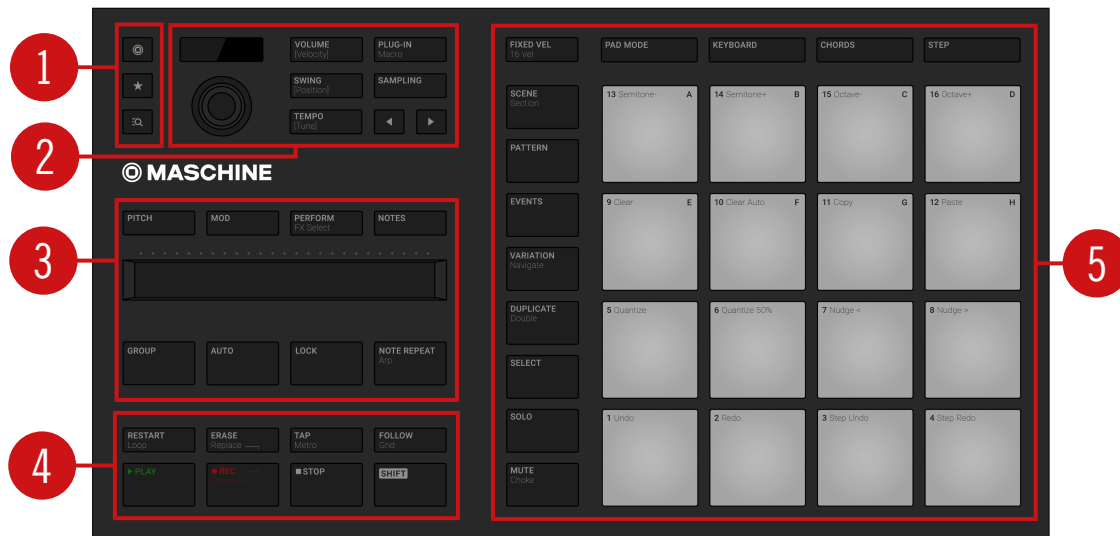 1
2
3
4
5
VOLUME
[Velocity]
PLUG-IN
Macro
SWING
[Position]
SAMPLING
TEMPO
[Tune]
MASCHINE
PITCH
MOD
PERFORM
FX Select
NOTES
GROUP
AUTO
LOCK
NOTE REPEAT
Arp
RESTART
Loop
ERASE
Replace
TAP
Metro
FOLLOW
Grid
PLAY
REC
STOP
SHIFT
FIXED VEL
16 Vel
PAD MODE
KEYBOARD
CHORDS
STEP
SCENE
Section
PATTERN
EVENTS
VARIATION
Navigate
DUPLICATE
Double
SELECT
SOLO
MUTE
Choke
13 Semitone- A
14 Semitone+ B
15 Octave- C
16 Octave+ D
9 Clear E
10 Clear Auto F
11 Copy G
12 Paste H
5 Quantize
6 Quantize 50%
7 Nudge <
8 Nudge >
1 Undo
2 Redo
3 Step Undo
4 Step Redo